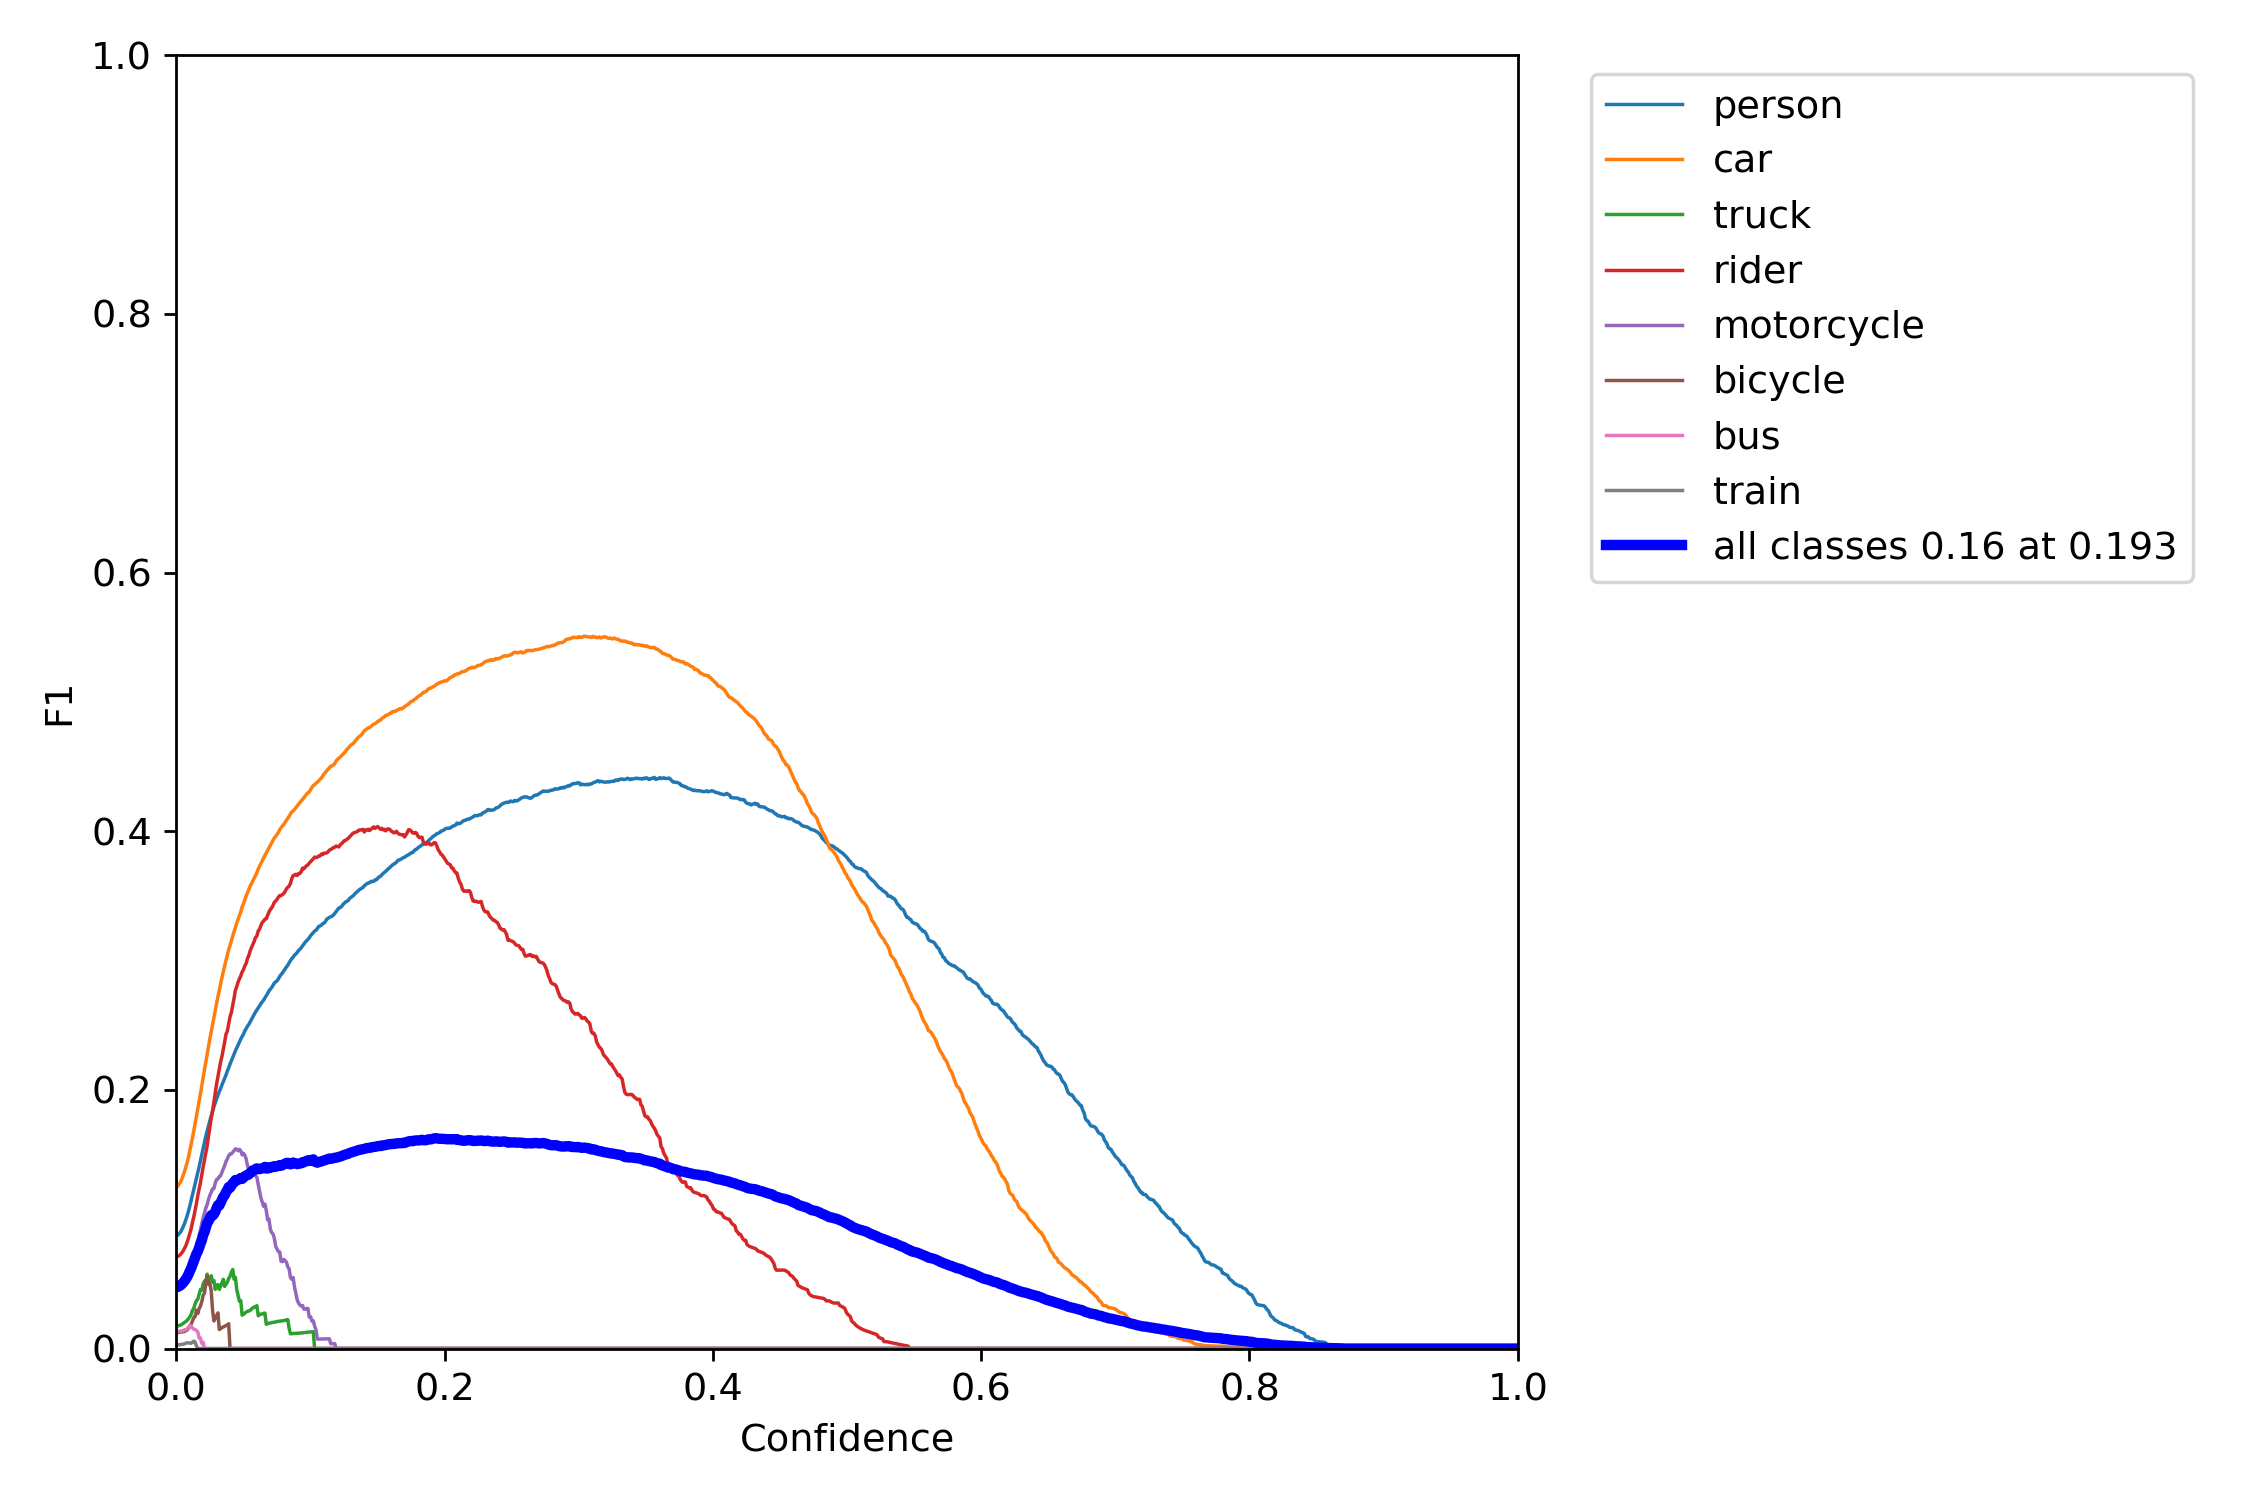 1.0
0.8
0.6
0.4
0.2
0.0
F1
0.0 0.2 0.4 0.6 0.8 1.0
Confidence
person
car
truck
rider
motorcycle
bicycle
bus
train
all classes 0.16 at 0.193